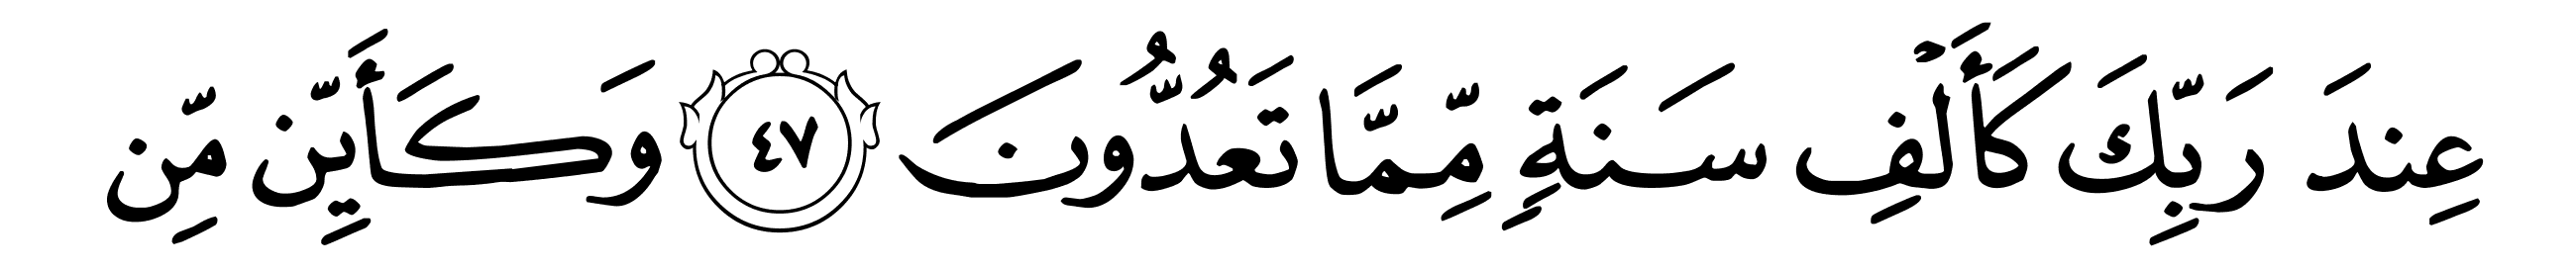 عِندَ رَبِّكَ كَأَلْفِ سَنَةٍ مِّمَّا تَعُدُّونَ ٤٧ وَكَأَيِّن مِّن